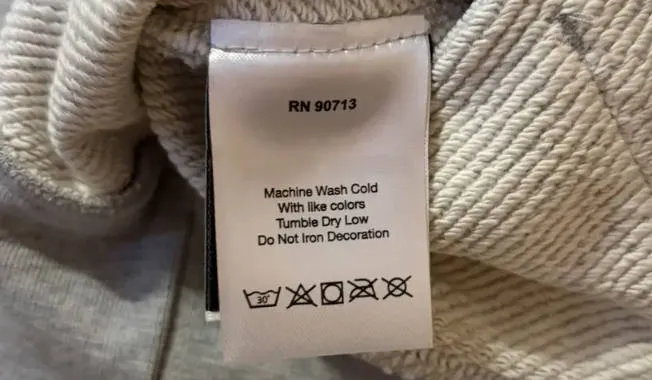 RN 90713
Machine Wash Cold
With like colors
Tumble Dry Low
Do Not Iron Decoration
30°